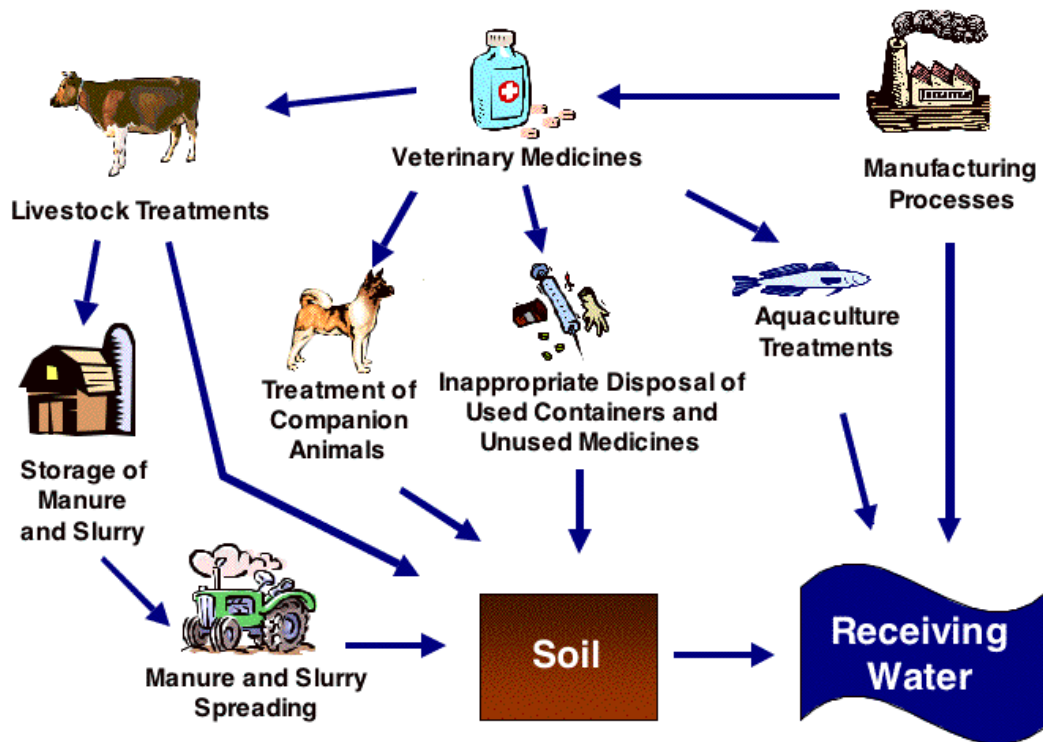 Veterinary Medicines
Manufacturing
Processes
Livestock Treatments
Aquaculture
Treatments
Treatment of
Companion
Animals
Inappropriate Disposal of
Used Containers and
Unused Medicines
Storage of
Manure
and Slurry
Manure and Slurry
Spreading
Soil
Receiving
Water